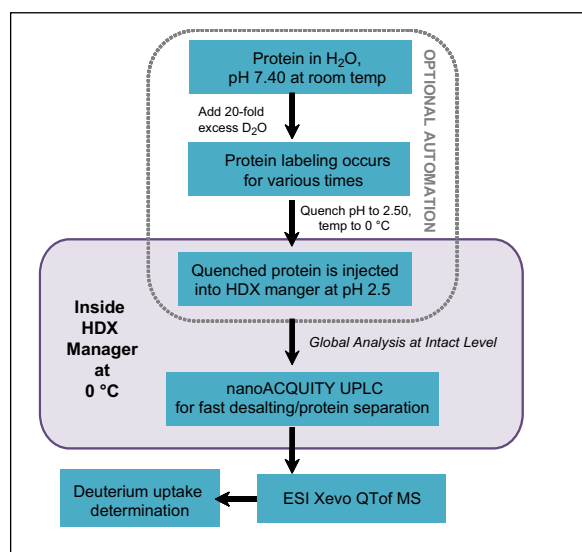 Protein in H₂O,
pH 7.40 at room temp
OPTIONAL AUTOMATION
Add 20-fold
excess D₂O
Protein labeling occurs
for various times
Quench pH to 2.50,
temp to 0 °C
Quenched protein is injected
into HDX manger at pH 2.5
Inside
HDX
Manager
at
0 °C
Global Analysis at Intact Level
nanoACQUITY UPLC
for fast desalting/protein separation
Deuterium uptake
determination
ESI Xevo QTof MS